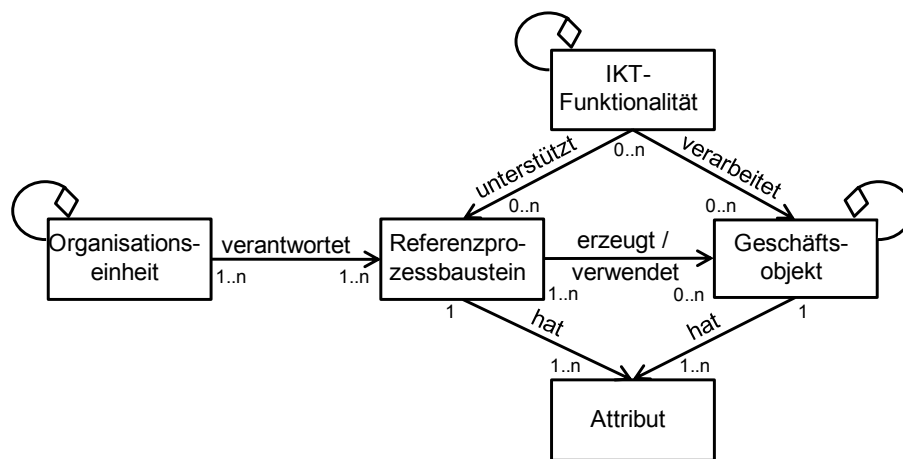 IKT-
Funktionalität
0..n
unterstützt
verarbeitet
0..n
0..n
Organisations-
einheit
verantwortet
1..n
1..n
Referenzpro-
zessbaustein
erzeugt /
verwendet
1..n
0..n
Geschäfts-
objekt
1
1
hat
hat
1..n
1..n
Attribut